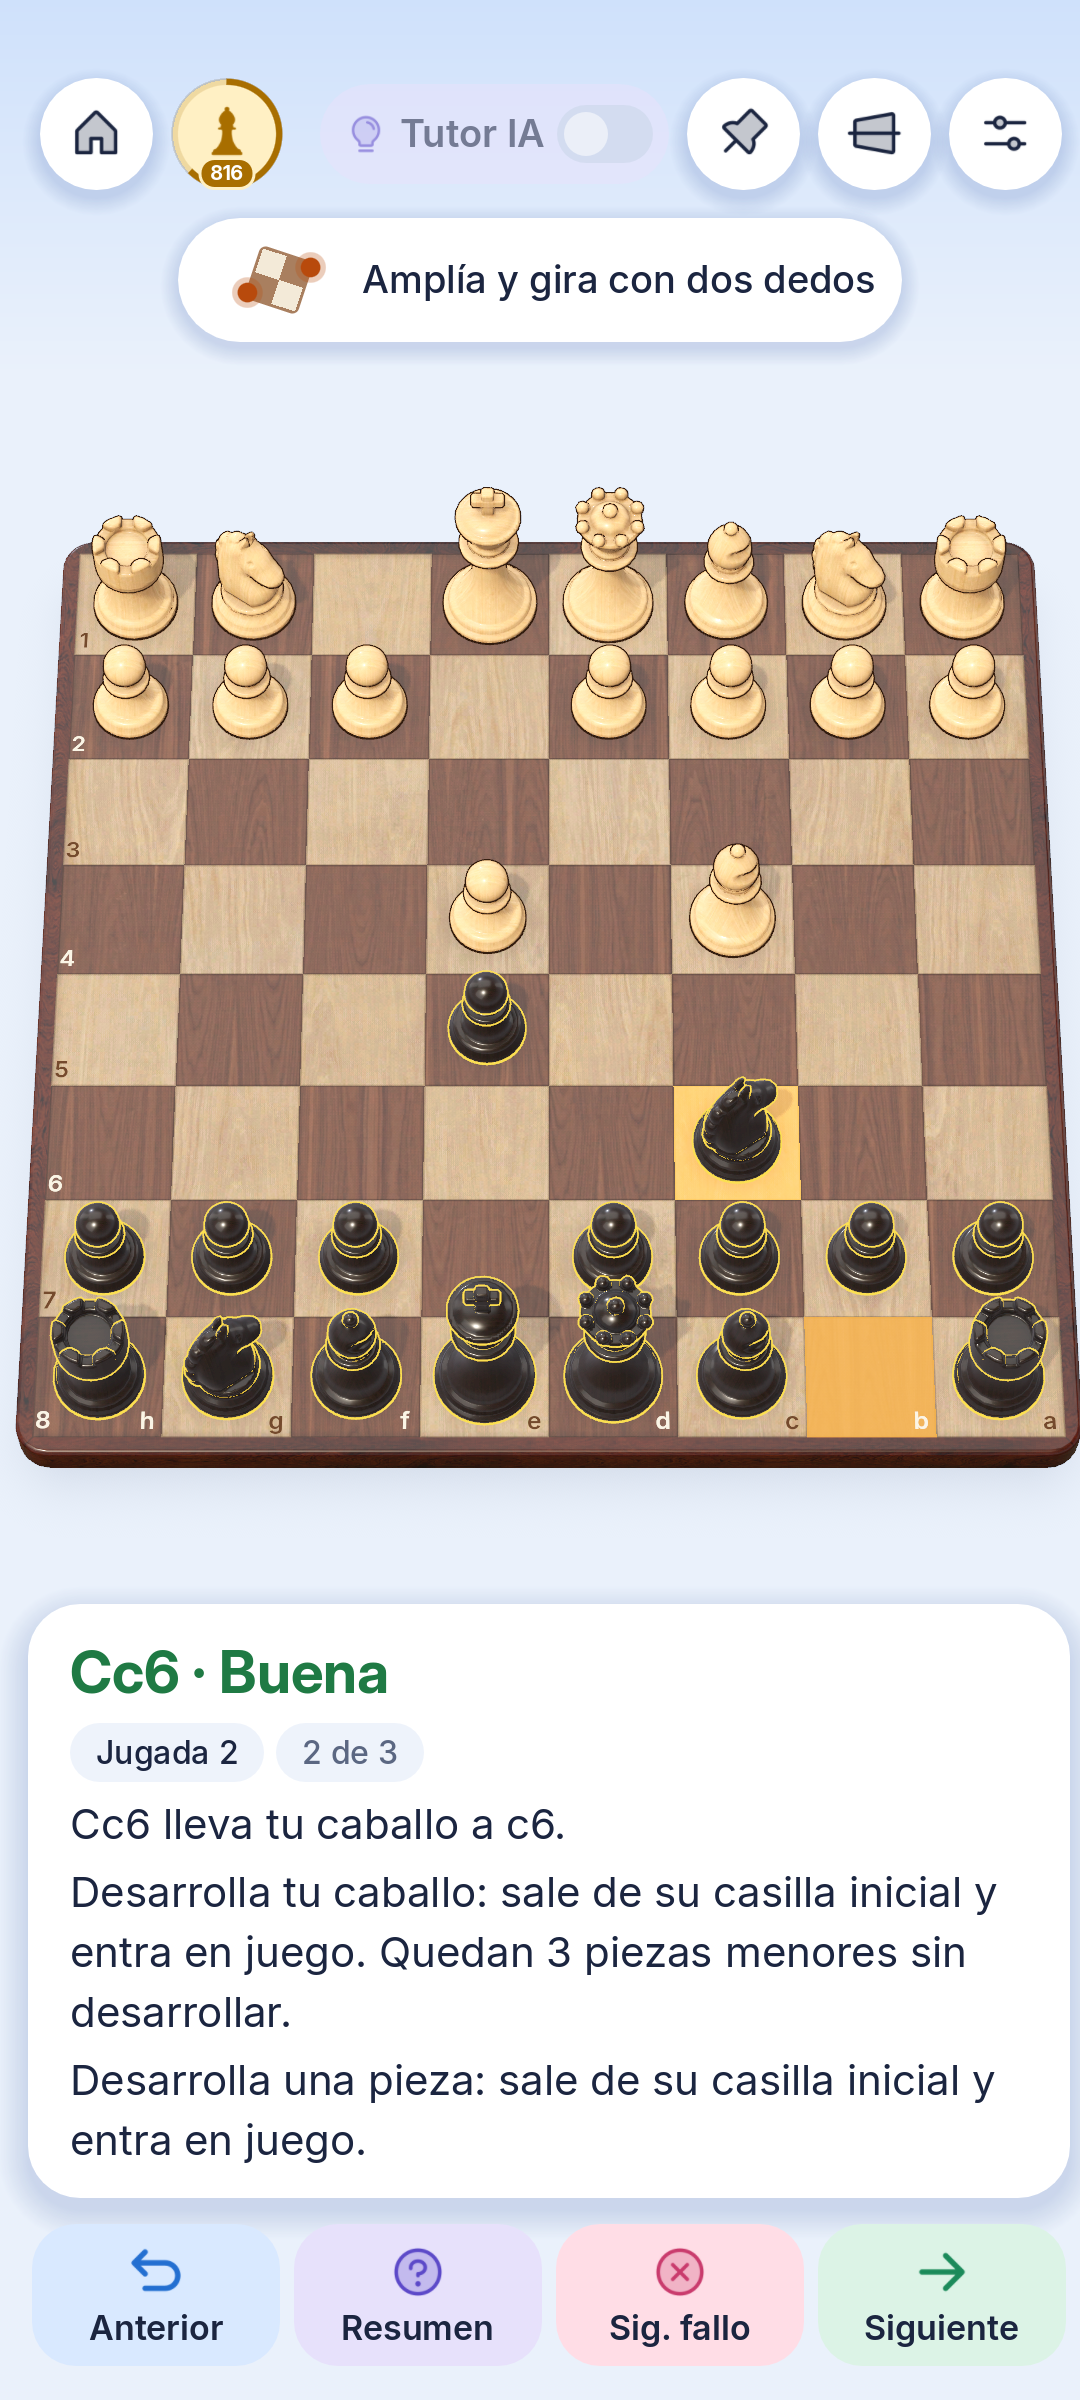 Tutor IA
816
Amplía y gira con dos dedos
1
2
3
4
5
6
7
8 h g f e d c b a
Cc6 · Buena
Jugada 2 2 de 3
Cc6 lleva tu caballo a c6.
Desarrolla tu caballo: sale de su casilla inicial y
entra en juego. Quedan 3 piezas menores sin
desarrollar.
Desarrolla una pieza: sale de su casilla inicial y
entra en juego.
Anterior Resumen Sig. fallo Siguiente